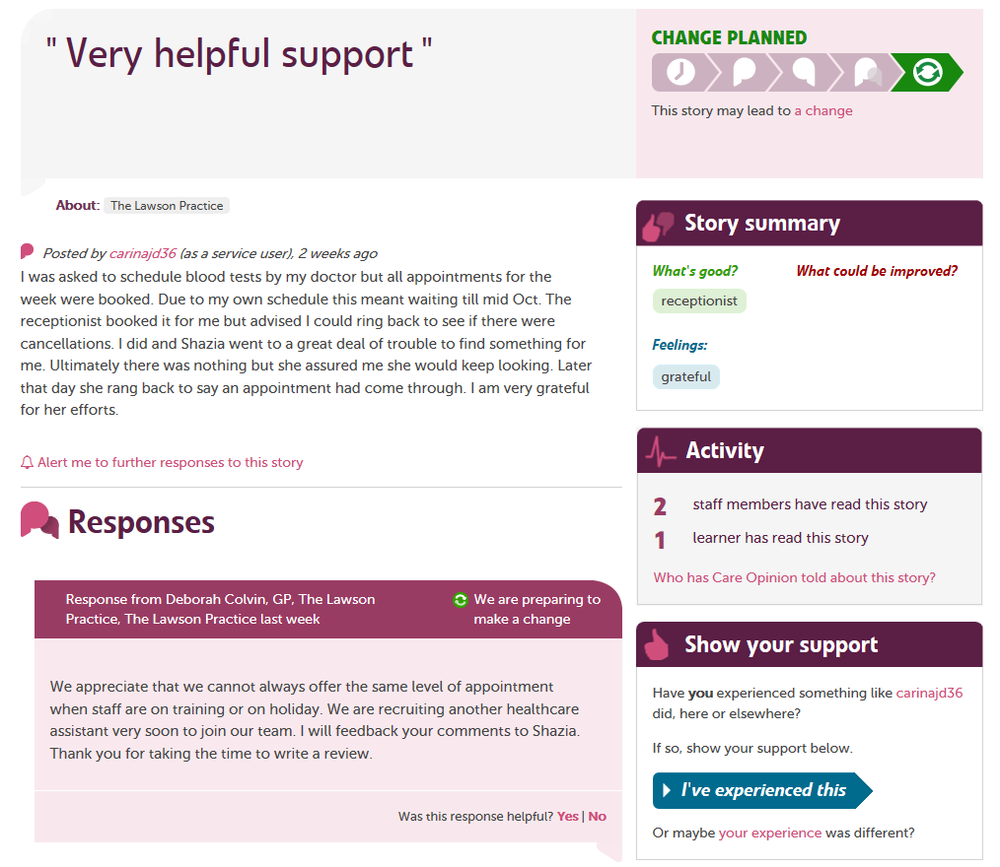 " Very helpful support "
CHANGE PLANNED
This story may lead to a change
About: The Lawson Practice
Posted by carinajd36 (as a service user), 2 weeks ago
I was asked to schedule blood tests by my doctor but all appointments for the
week were booked. Due to my own schedule this meant waiting till mid Oct. The
receptionist booked it for me but advised I could ring back to see if there were
cancellations. I did and Shazia went to a great deal of trouble to find something for
me. Ultimately there was nothing but she assured me she would keep looking. Later
that day she rang back to say an appointment had come through. I am very grateful
for her efforts.
Alert me to further responses to this story
Responses
Response from Deborah Colvin, GP, The Lawson
Practice, The Lawson Practice last week
We are preparing to
make a change
We appreciate that we cannot always offer the same level of appointment
when staff are on training or on holiday. We are recruiting another healthcare
assistant very soon to join our team. I will feedback your comments to Shazia.
Thank you for taking the time to write a review.
Was this response helpful? Yes | No
Story summary
What's good?
What could be improved?
receptionist
Feelings:
grateful
Activity
2 staff members have read this story
1 learner has read this story
Who has Care Opinion told about this story?
Show your support
Have you experienced something like carinajd36
did, here or elsewhere?
If so, show your support below.
I've experienced this
Or maybe your experience was different?